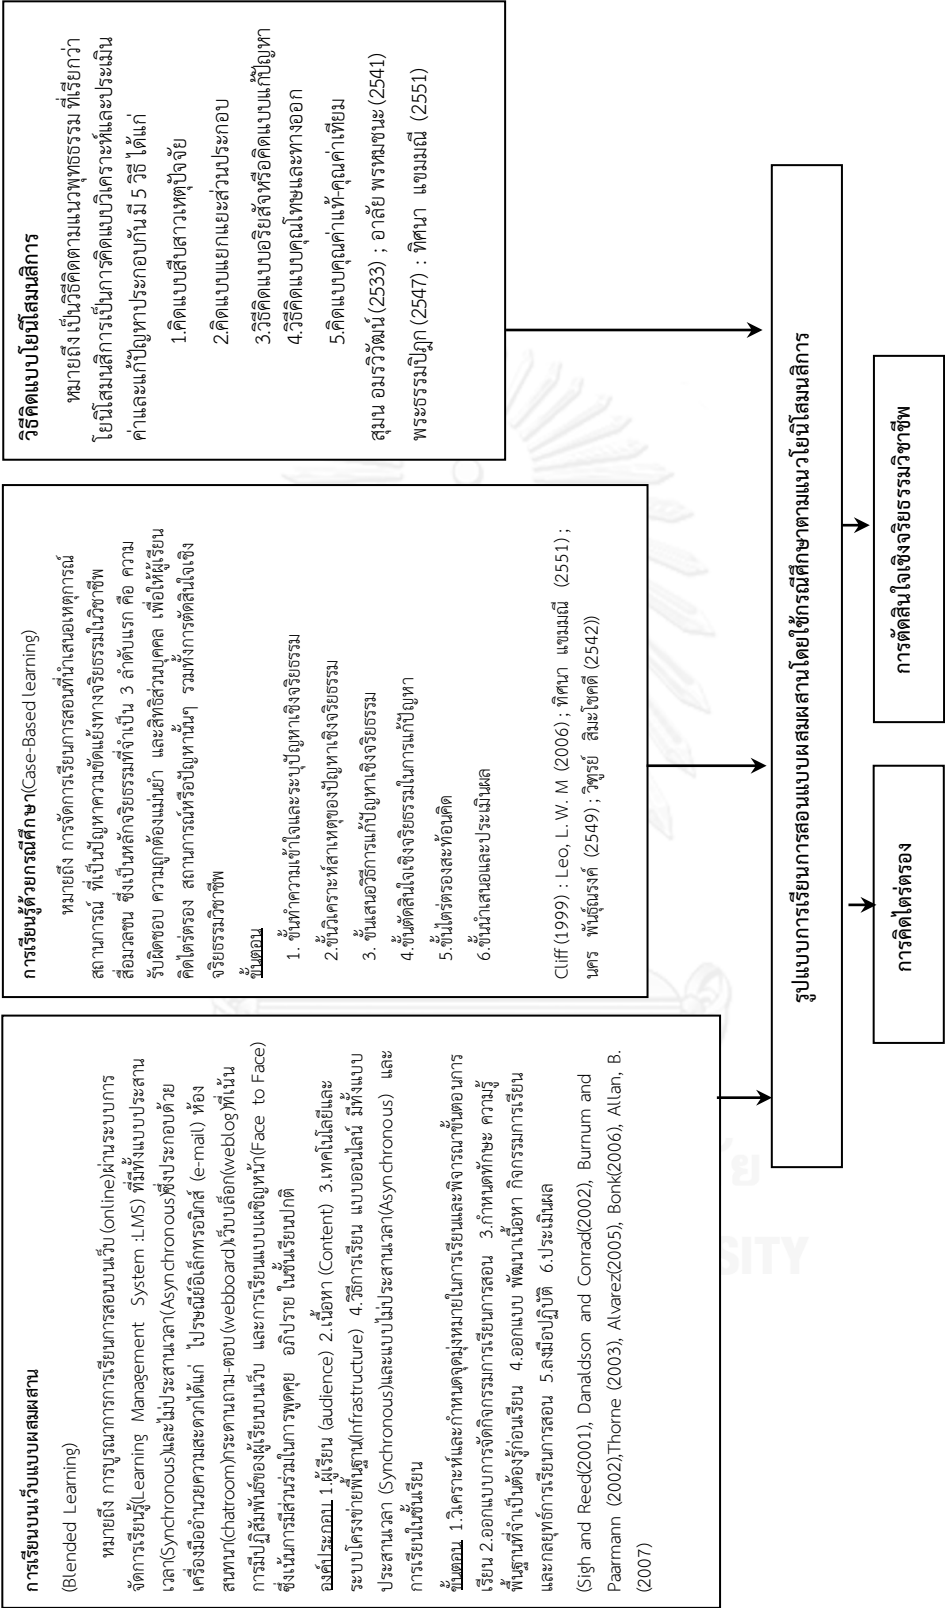 การเรียนบนเว็บแบบผสมผสาน
(Blended Learning)
หมายถึง การบูรณาการการเรียนการสอนบนเว็บ (online)ผ่านระบบการ
จัดการเรียนรู้(Learning Management System :LMS) ที่มีทั้งแบบประสาน
เวลา(Synchronous)และไม่ประสานเวลา(Asynchronous)ซึ่งประกอบด้วย
เครื่องมืออำนวยความสะดวกได้แก่ ไปรษณีย์อิเล็กทรอนิกส์ (e-mail) ห้อง
สนทนา(chatroom)กระดานถาม-ตอบ(webboard)เว็บบล็อก(weblog)ที่เน้น
การมีปฏิสัมพันธ์ของผู้เรียนบนเว็บ และการเรียนแบบเผชิญหน้า(Face to Face)
ซึ่งเน้นการมีส่วนร่วมในการพูดคุย อภิปราย ในชั้นเรียนปกติ
องค์ประกอบ 1.ผู้เรียน (audience) 2.เนื้อหา (Content) 3.เทคโนโลยีและ
ระบบโครงข่ายพื้นฐาน(Infrastructure) 4.วิธีการเรียน แบบออนไลน์ มีทั้งแบบ
ประสานเวลา (Synchronous)และแบบไม่ประสานเวลา(Asynchronous) และ
การเรียนในชั้นเรียน
ขั้นตอน 1.วิเคราะห์และกำหนดจุดมุ่งหมายในการเรียนและพิจารณาขั้นตอนการ
เรียน 2.ออกแบบการจัดกิจกรรมการเรียนการสอน 3.กำหนดทักษะ ความรู้
พื้นฐานที่จำเป็นต้องรู้ก่อนเรียน 4.ออกแบบ พัฒนาเนื้อหา กิจกรรมการเรียน
และกลยุทธ์การเรียนการสอน 5.ลงมือปฏิบัติ 6.ประเมินผล
(Sigh and Reed(2001), Danaldson and Conrad(2002), Burnum and
Paarmann (2002),Thorne (2003), Alvarez(2005), Bonk(2006), Allan, B.
(2007)
การเรียนรู้ด้วยกรณีศึกษา(Case-Based learning)
หมายถึง การจัดการเรียนการสอนที่นำเสนอเหตุการณ์
สถานการณ์ ที่เป็นปัญหาความขัดแย้งทางจริยธรรมในวิชาชีพ
สื่อมวลชน ซึ่งเป็นหลักจริยธรรมที่จำเป็น 3 ลำดับแรก คือ ความ
รับผิดชอบ ความถูกต้องแม่นยำ และสิทธิส่วนบุคคล เพื่อให้ผู้เรียน
คิดไตร่ตรอง สถานการณ์หรือปัญหานั้นๆ รวมทั้งการตัดสินใจเชิง
จริยธรรมวิชาชีพ
ขั้นตอน
1. ขั้นทำความเข้าใจและระบุปัญหาเชิงจริยธรรม
2.ขั้นวิเคราะห์สาเหตุของปัญหาเชิงจริยธรรม
3. ขั้นเสนอวิธีการแก้ปัญหาเชิงจริยธรรม
4.ขั้นตัดสินใจเชิงจริยธรรมในการแก้ปัญหา
5.ขั้นไตร่ตรองสะท้อนคิด
6.ขั้นนำเสนอและประเมินผล
Cliff (1999) : Leo, L. W. M (2006) ; ทิศนา แขมมณี (2551) ;
นคร พันธุ์ณรงค์ (2549) ; วิฑูรย์ สิมะโชคดี (2542))
วิธีคิดแบบโยนิโสมนสิการ
หมายถึง เป็นวิธีคิดตามแนวพุทธธรรม ที่เรียกว่า
โยนิโสมนสิการเป็นการคิดแบบวิเคราะห์และประเมิน
ค่าและแก้ปัญหาประกอบกันมี 5 วิธี ได้แก่
1.คิดแบบสืบสาวเหตุปัจจัย
2.คิดแบบแยกแยะส่วนประกอบ
3.วิธีคิดแบบอริยสัจหรือคิดแบบแก้ปัญหา
4.วิธีคิดแบบคุณโทษและทางออก
5.คิดแบบคุณค่าแท้-คุณค่าเทียม
สุมน อมรวิวัฒน์ (2533) ; อาลัย พรหมชนะ (2541)
พระธรรมปิฎก (2547) : ทิศนา แขมมณี (2551)
รูปแบบการเรียนการสอนแบบผสมผสานโดยใช้กรณีศึกษาตามแนวโยนิโสมนสิการ
การคิดไตร่ตรอง
การตัดสินใจเชิงจริยธรรมวิชาชีพ